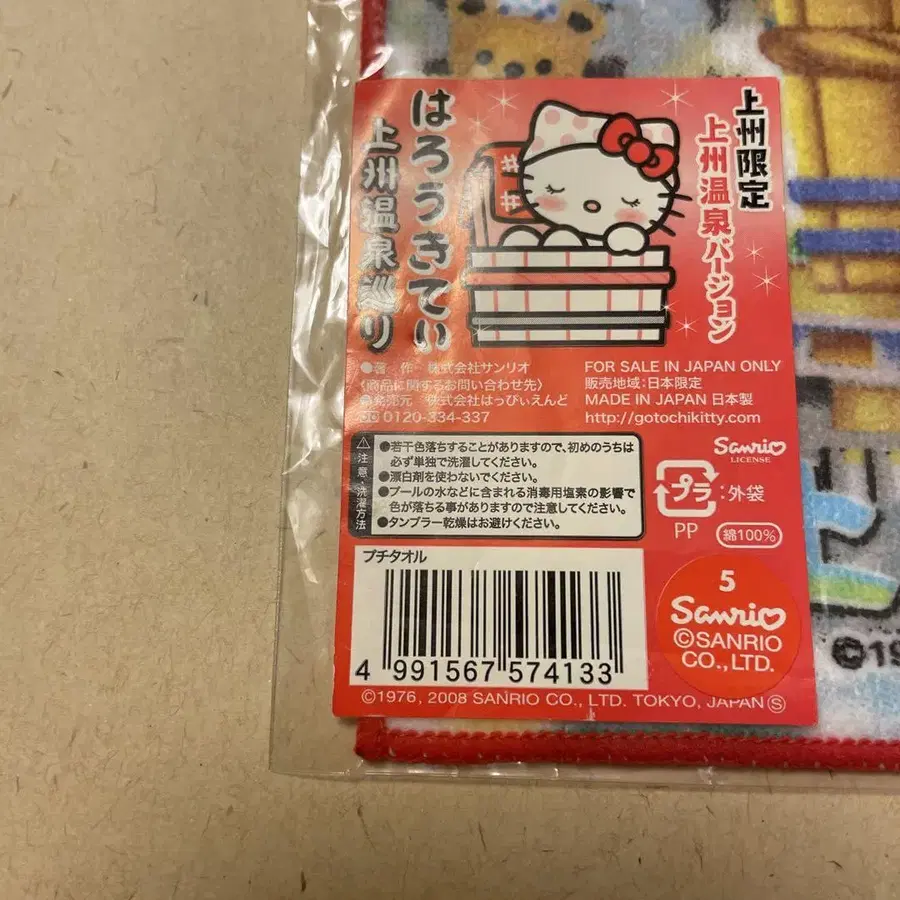 上州限定
上州温泉バージョン
はろうきてぃ
上州温泉巡り
●著 作 株式会社サンリオ
〈商品に関するお問い合わせ先〉
●発売元 株式会社はっぴぃえんど
0120-334-337
FOR SALE IN JAPAN ONLY
販売地域:日本限定
MADE IN JAPAN 日本製
http://gotochikitty.com
注意・洗濯方法
●若干色落ちすることがありますので、初めのうちは
必ず単独で洗濯してください。
●漂白剤を使わないでください。
●プールの水などに含まれる消毒用塩素の影響で
色が落ちる事がありますので注意してください。
●タンブラー乾燥はお避けください。
Sanrio
LICENSE
プラ:外袋
PP
綿100%
プチタオル
4 991567 574133
5
Sanrio
©SANRIO
CO., LTD.
©1976, 2008 SANRIO CO., LTD. TOKYO, JAPAN Ⓢ
©19